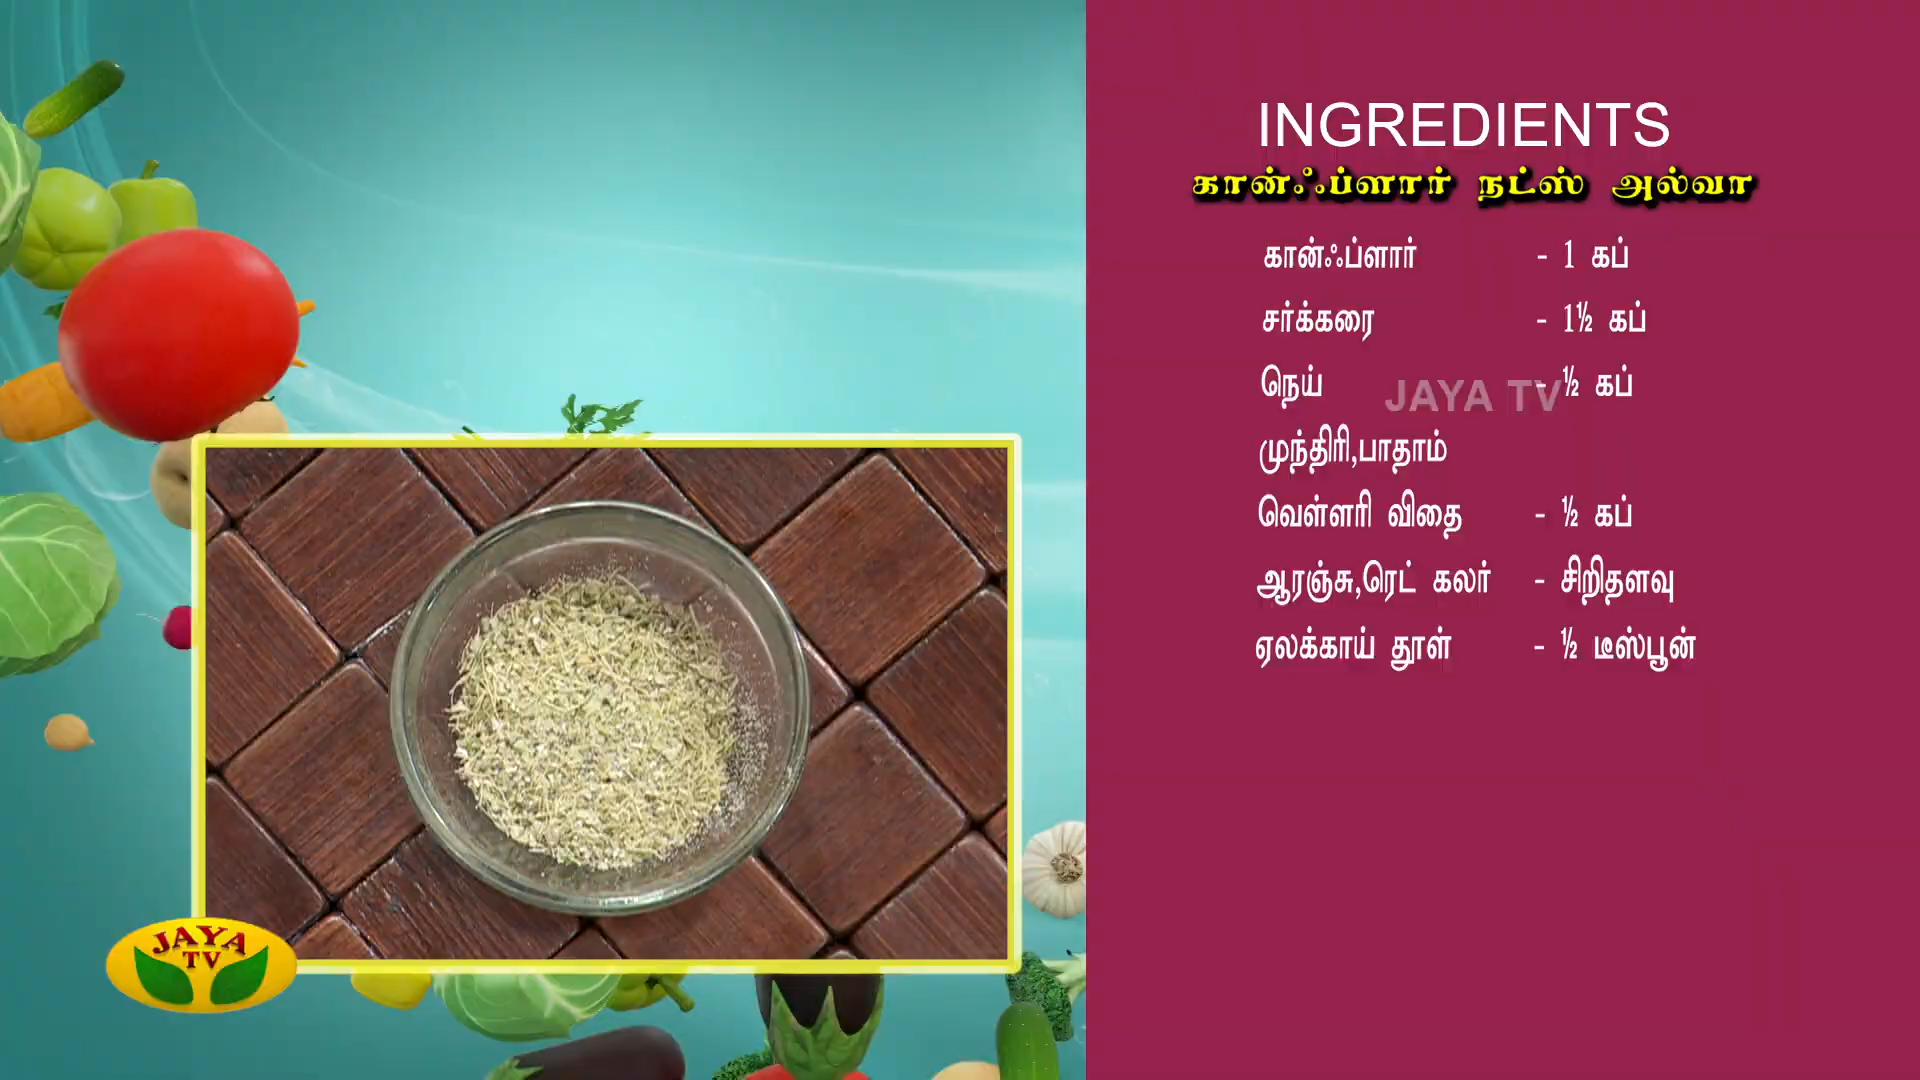 INGREDIENTS
கான்ஃப்ளார் நட்ஸ் அல்வா
கான்ஃப்ளார் - 1 கப்
சர்க்கரை - 1½ கப்
நெய் - ½ கப்
JAYA TV
முந்திரி,பாதாம்
வெள்ளரி விதை - ½ கப்
ஆரஞ்சு,ரெட் கலர் - சிறிதளவு
ஏலக்காய் தூள் - ½ டீஸ்பூன்
JAYA
TV